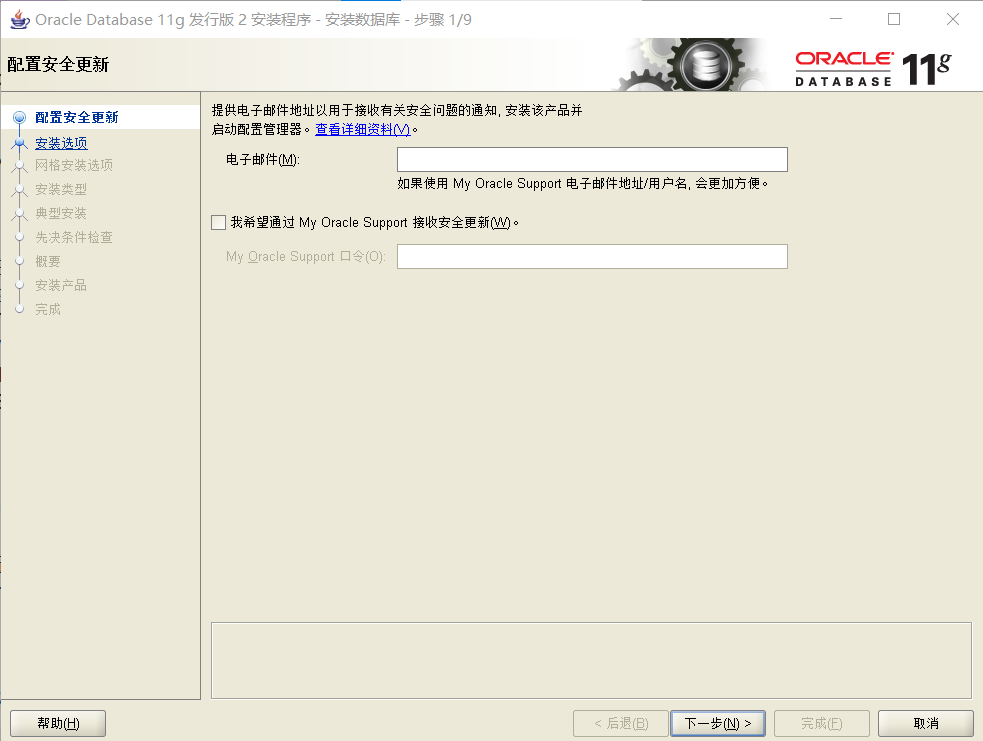 Oracle Database 11g 发行版 2 安装程序 - 安装数据库 - 步骤 1/9
配置安全更新
ORACLE
DATABASE 11g
配置安全更新
安装选项
网格安装选项
安装类型
典型安装
先决条件检查
概要
安装产品
完成
提供电子邮件地址以用于接收有关安全问题的通知, 安装该产品并
启动配置管理器。查看详细资料(V)。
电子邮件(M):
如果使用 My Oracle Support 电子邮件地址/用户名, 会更加方便。
我希望通过 My Oracle Support 接收安全更新(W)。
My Oracle Support 口令(O):
帮助(H)
< 后退(B)
下一步(N) >
完成(F)
取消